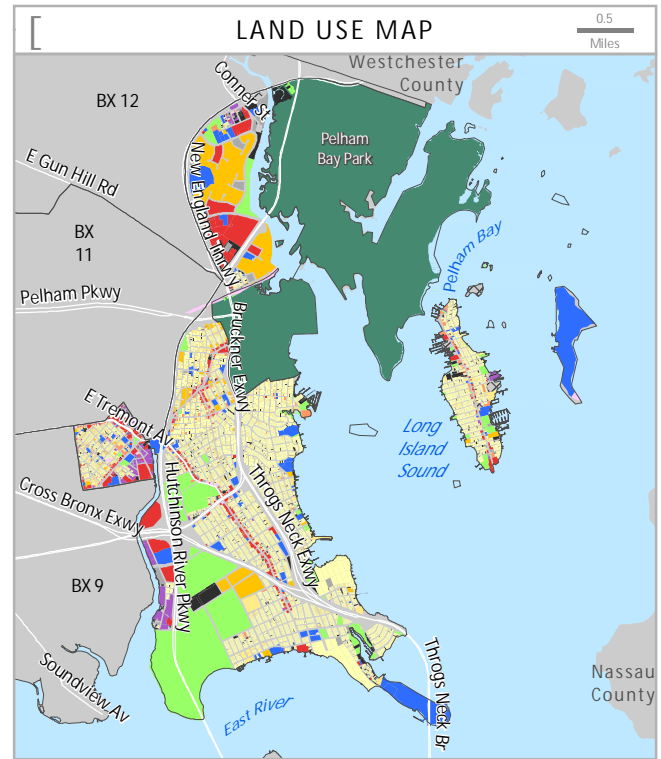 [
LAND USE MAP
0.5
Miles
Westchester
County
Conner St
BX 12
Pelham
Bay Park
E Gun Hill Rd
New England Thwy
BX
11
Pelham Bay
Pelham Pkwy
Bruckner Exwy
E Tremont Av
Long
Island
Sound
Hutchinson River Pkwy
Throgs Neck Exwy
Cross Bronx Exwy
BX 9
Throgs Neck Br
Soundview Av
Nassau
County
East River